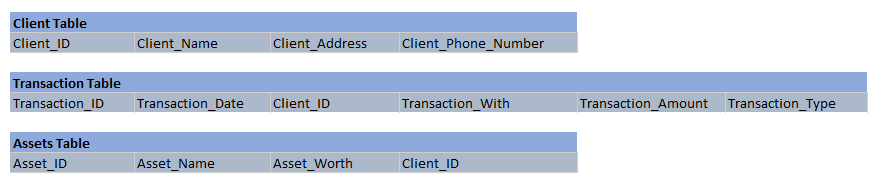 Client Table
Client_ID Client_Name Client_Address Client_Phone_Number
Transaction Table
Transaction_ID Transaction_Date Client_ID Transaction_With Transaction_Amount Transaction_Type
Assets Table
Asset_ID Asset_Name Asset_Worth Client_ID